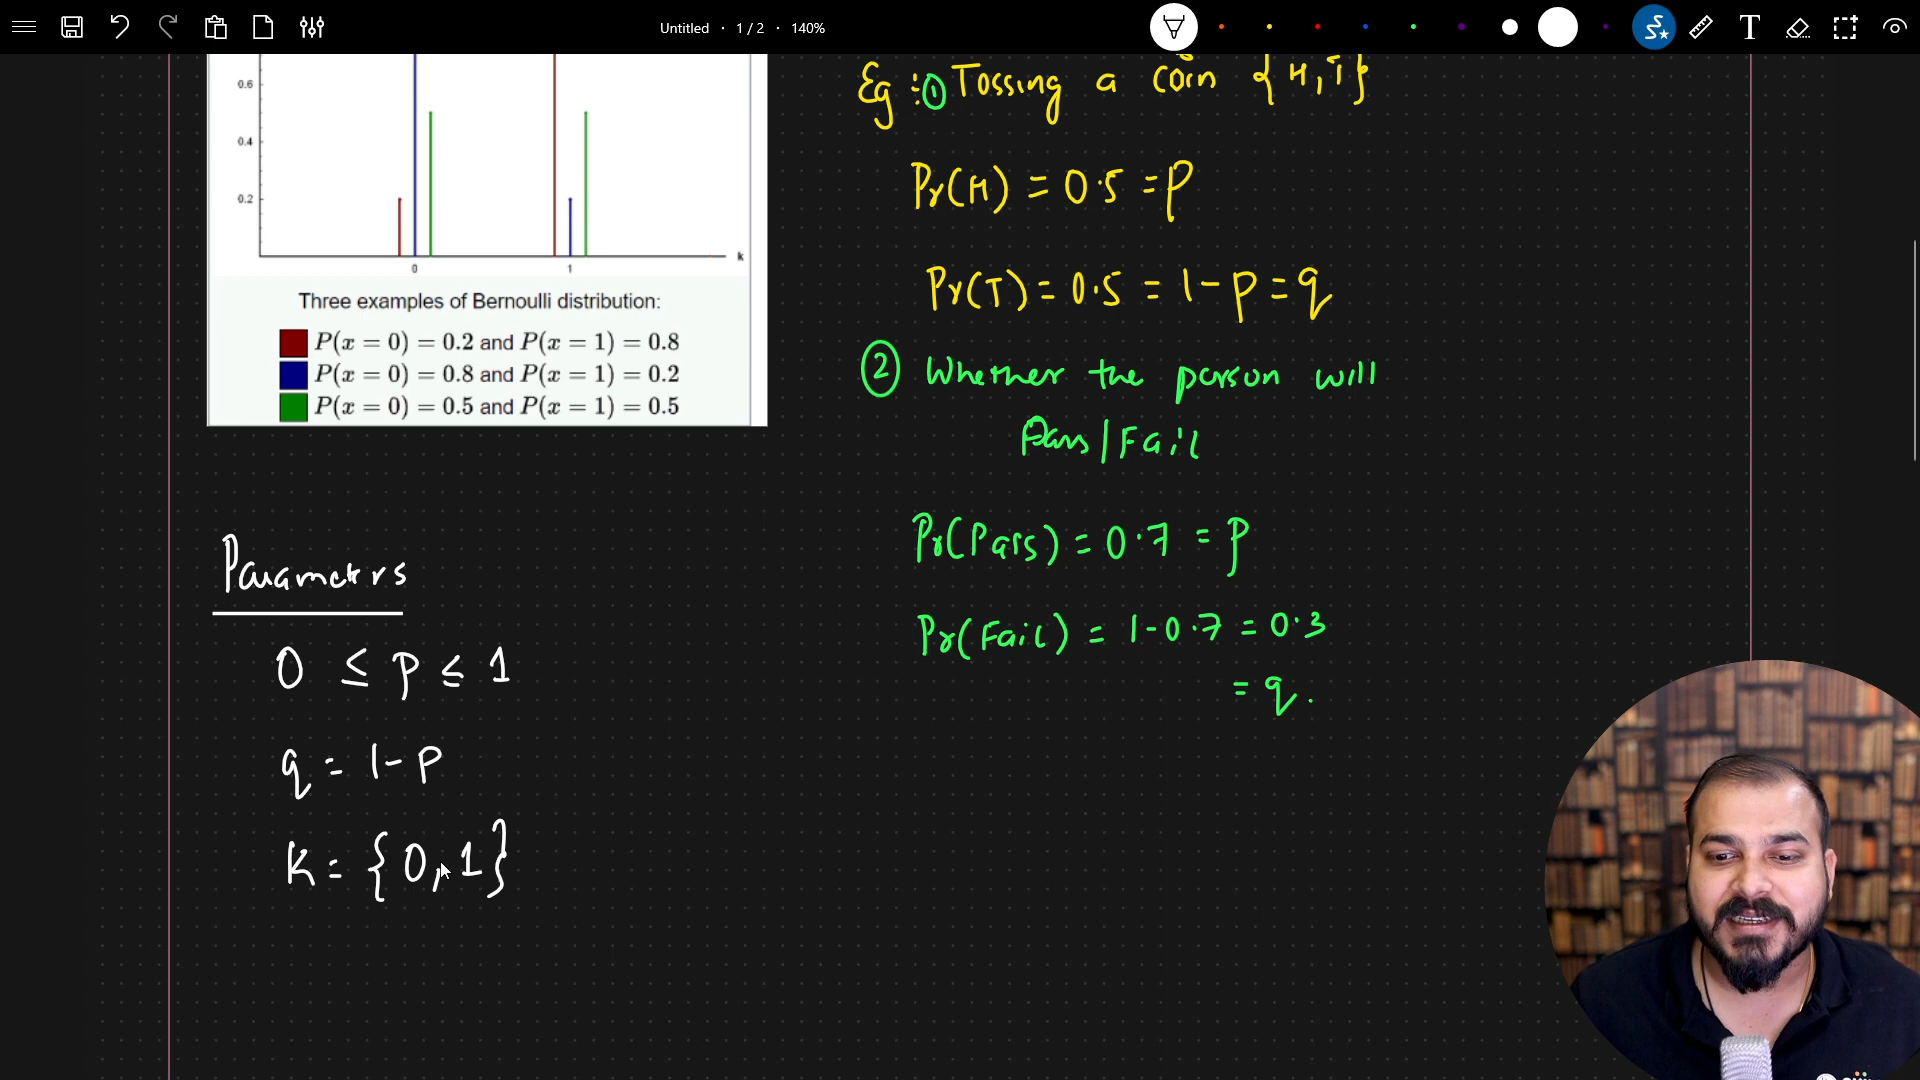 Untitled · 1 / 2 · 140%
0.6
0.4
0.2
0 1 k
Three examples of Bernoulli distribution:
P(x = 0) = 0.2 and P(x = 1) = 0.8
P(x = 0) = 0.8 and P(x = 1) = 0.2
P(x = 0) = 0.5 and P(x = 1) = 0.5
Parameters
0 ≤ p ≤ 1
q = 1 - p
K = {0, 1}
Eg : ① Tossing a coin {H, T}
Pr(H) = 0.5 = p
Pr(T) = 0.5 = 1 - p = q
② Whether the person will
Pass / Fail
Pr(Pass) = 0.7 = p
Pr(Fail) = 1 - 0.7 = 0.3
= q.
T